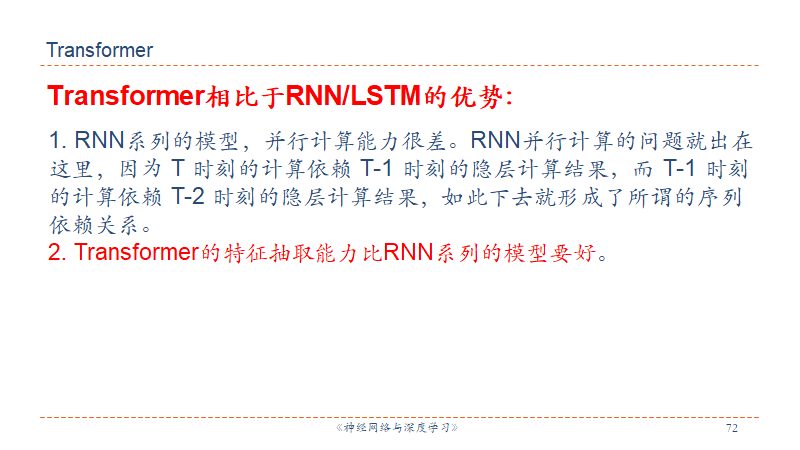 Transformer
Transformer相比于RNN/LSTM的优势:
1. RNN系列的模型，并行计算能力很差。RNN并行计算的问题就出在
这里，因为 T 时刻的计算依赖 T-1 时刻的隐层计算结果，而 T-1 时刻
的计算依赖 T-2 时刻的隐层计算结果，如此下去就形成了所谓的序列
依赖关系。
2. Transformer的特征抽取能力比RNN系列的模型要好。
《神经网络与深度学习》
72